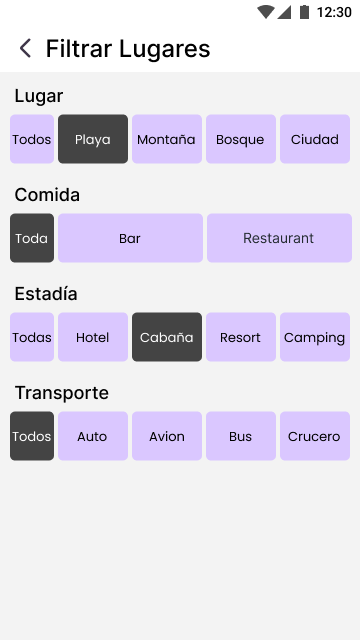 12:30
Filtrar Lugares
Lugar
Todos Playa Montaña Bosque Ciudad
Comida
Toda Bar Restaurant
Estadía
Todas Hotel Cabaña Resort Camping
Transporte
Todos Auto Avion Bus Crucero